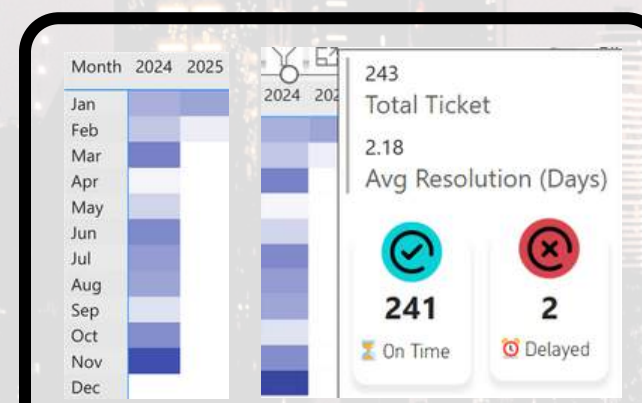 Month 2024 2025
Jan
Feb
Mar
Apr
May
Jun
Jul
Aug
Sep
Oct
Nov
Dec
2024 202
243
Total Ticket
2.18
Avg Resolution (Days)
241
⏳ On Time
2
⏰ Delayed